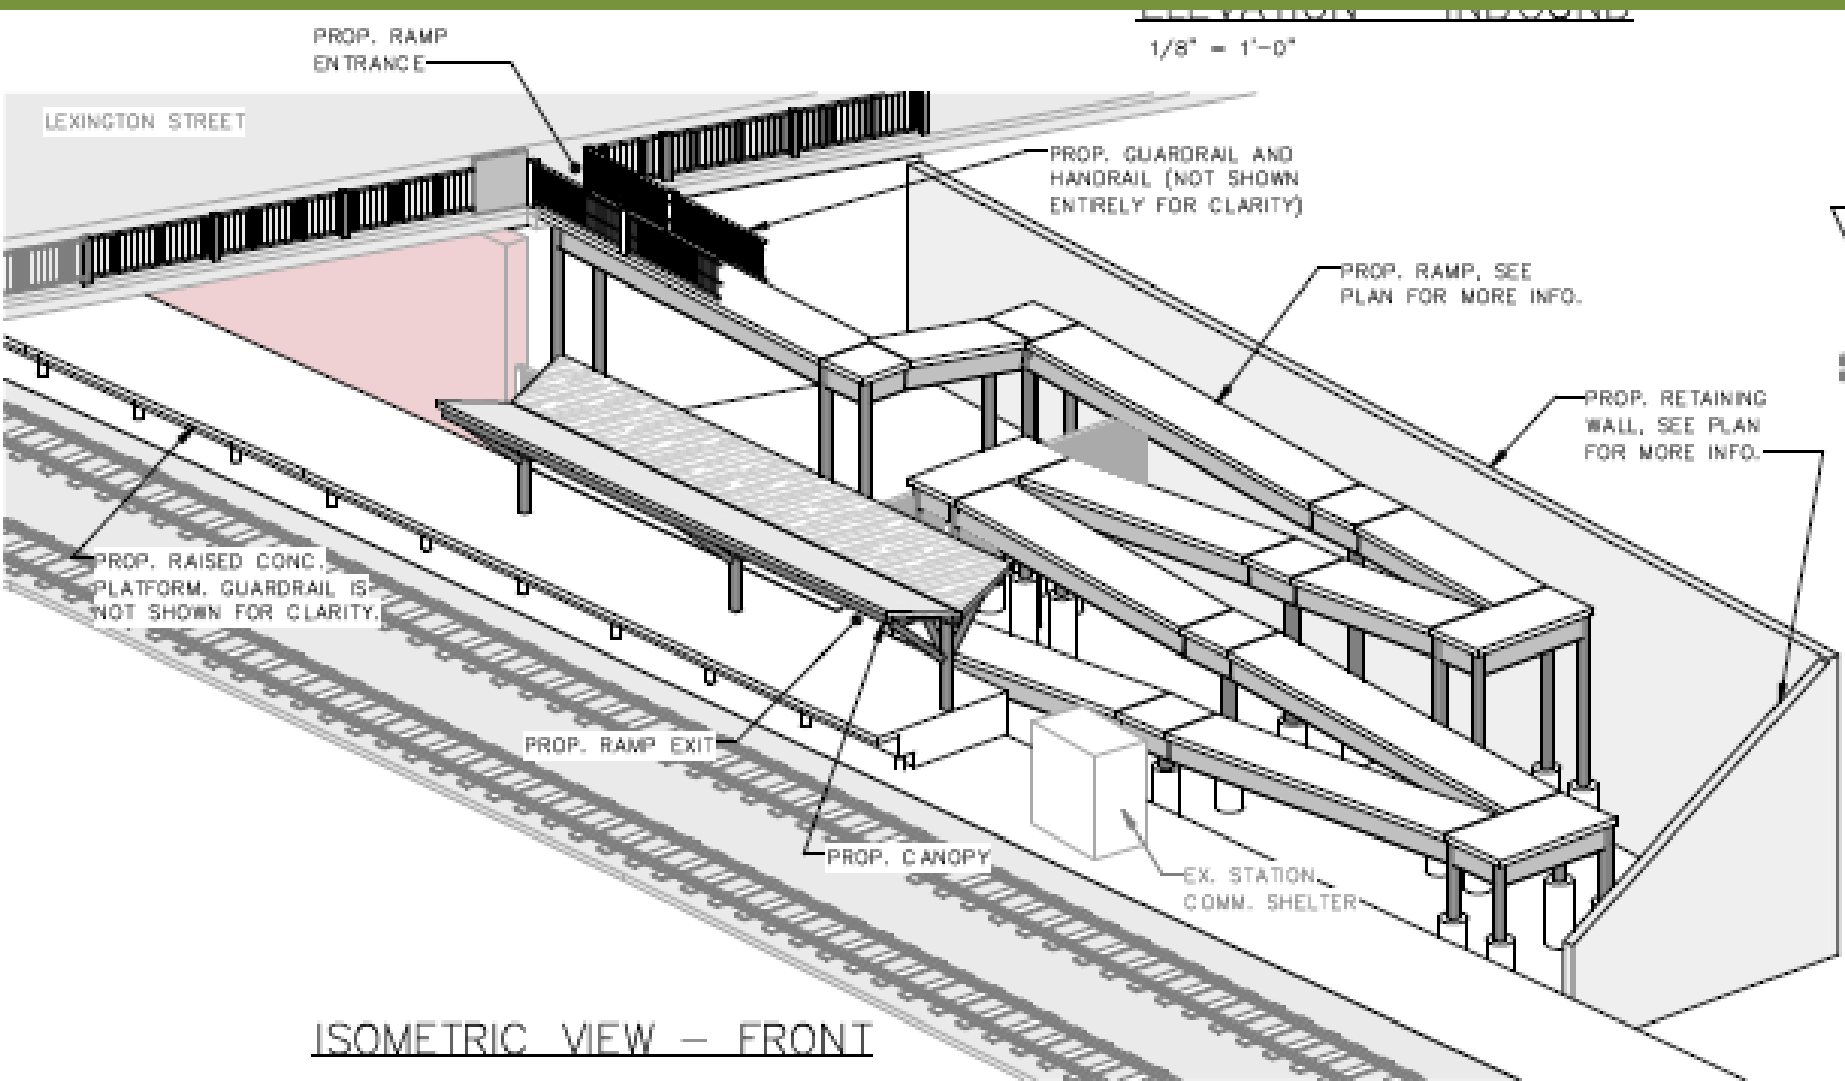 ELEVATION - INBOUND
1/8" = 1'-0"
PROP. RAMP
ENTRANCE
LEXINGTON STREET
PROP. GUARDRAIL AND
HANDRAIL (NOT SHOWN
ENTIRELY FOR CLARITY)
PROP. RAMP, SEE
PLAN FOR MORE INFO.
PROP. RETAINING
WALL, SEE PLAN
FOR MORE INFO.
PROP. RAISED CONC.
PLATFORM. GUARDRAIL IS
NOT SHOWN FOR CLARITY.
PROP. RAMP EXIT
PROP. CANOPY
EX. STATION
COMM. SHELTER
ISOMETRIC VIEW - FRONT